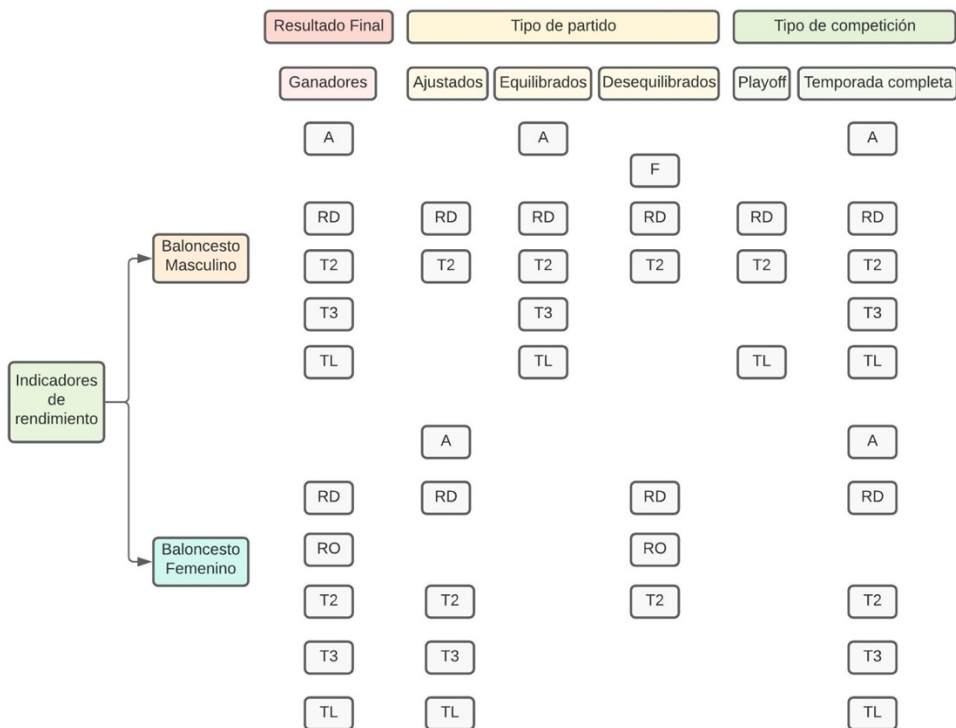 Resultado Final Tipo de partido Tipo de competición
Ganadores Ajustados Equilibrados Desequilibrados Playoff Temporada completa
A A A
F
RD RD RD RD RD RD
Baloncesto
Masculino
T2 T2 T2 T2 T2 T2
T3 T3 T3
TL TL TL TL
Indicadores
de
rendimiento
A A
RD RD RD RD
RO RO
Baloncesto
Femenino
T2 T2 T2 T2
T3 T3 T3
TL TL TL